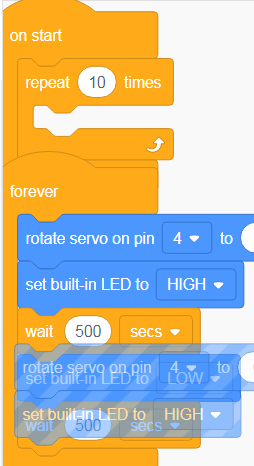 on start
repeat 10 times
forever
rotate servo on pin 4 to
set built-in LED to HIGH
wait 500 secs
rotate servo on pin 4 to
set built-in LED to LOW
set built-in LED to HIGH
wait 500 secs